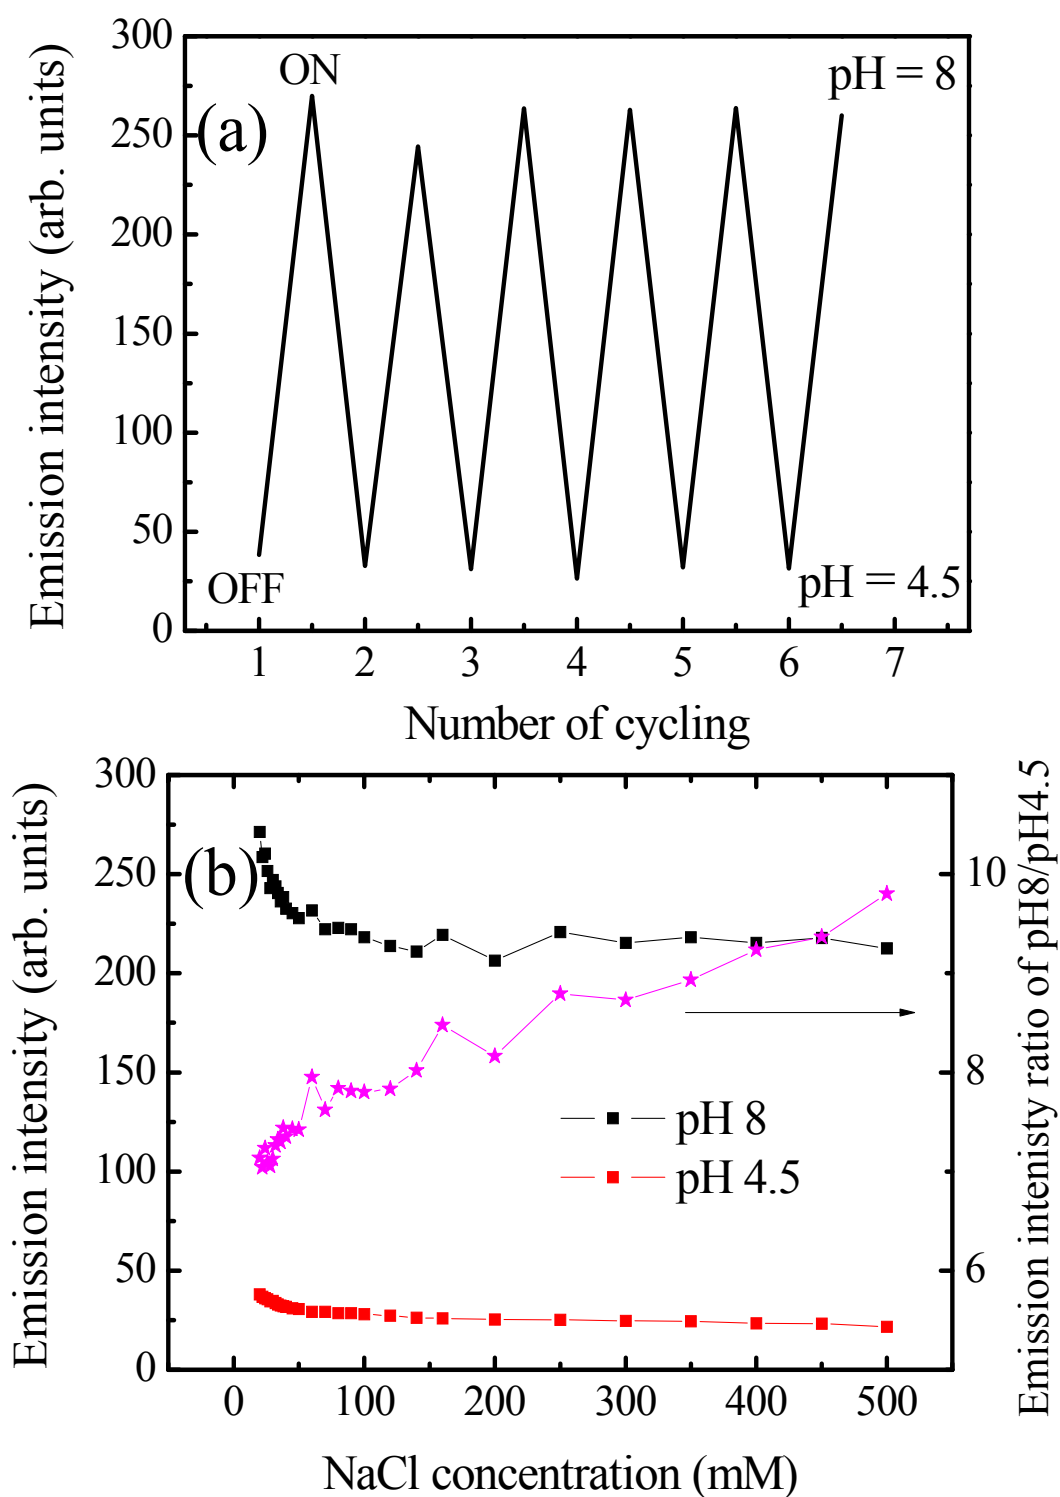 Emission intensity (arb. units)
300
250
200
150
100
50
0
(a)
ON
OFF
pH = 8
pH = 4.5
1 2 3 4 5 6 7
Number of cycling
Emission intensity (arb. units)
300
250
200
150
100
50
0
(b)
pH 8
pH 4.5
10
8
6
Emission intenisty ratio of pH8/pH4.5
0 100 200 300 400 500
NaCl concentration (mM)